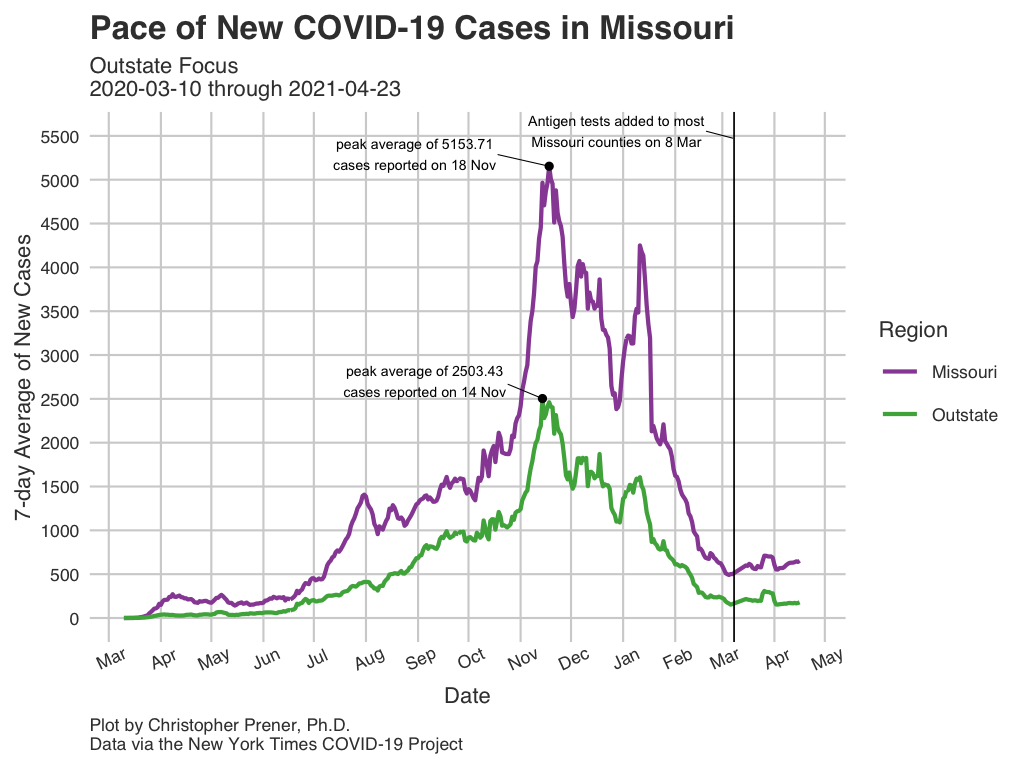 Pace of New COVID-19 Cases in Missouri
Outstate Focus
2020-03-10 through 2021-04-23
Antigen tests added to most
Missouri counties on 8 Mar
peak average of 5153.71
cases reported on 18 Nov
peak average of 2503.43
cases reported on 14 Nov
7-day Average of New Cases
5500
5000
4500
4000
3500
3000
2500
2000
1500
1000
500
0
Mar Apr May Jun Jul Aug Sep Oct Nov Dec Jan Feb Mar Apr May
Date
Region
Missouri
Outstate
Plot by Christopher Prener, Ph.D.
Data via the New York Times COVID-19 Project